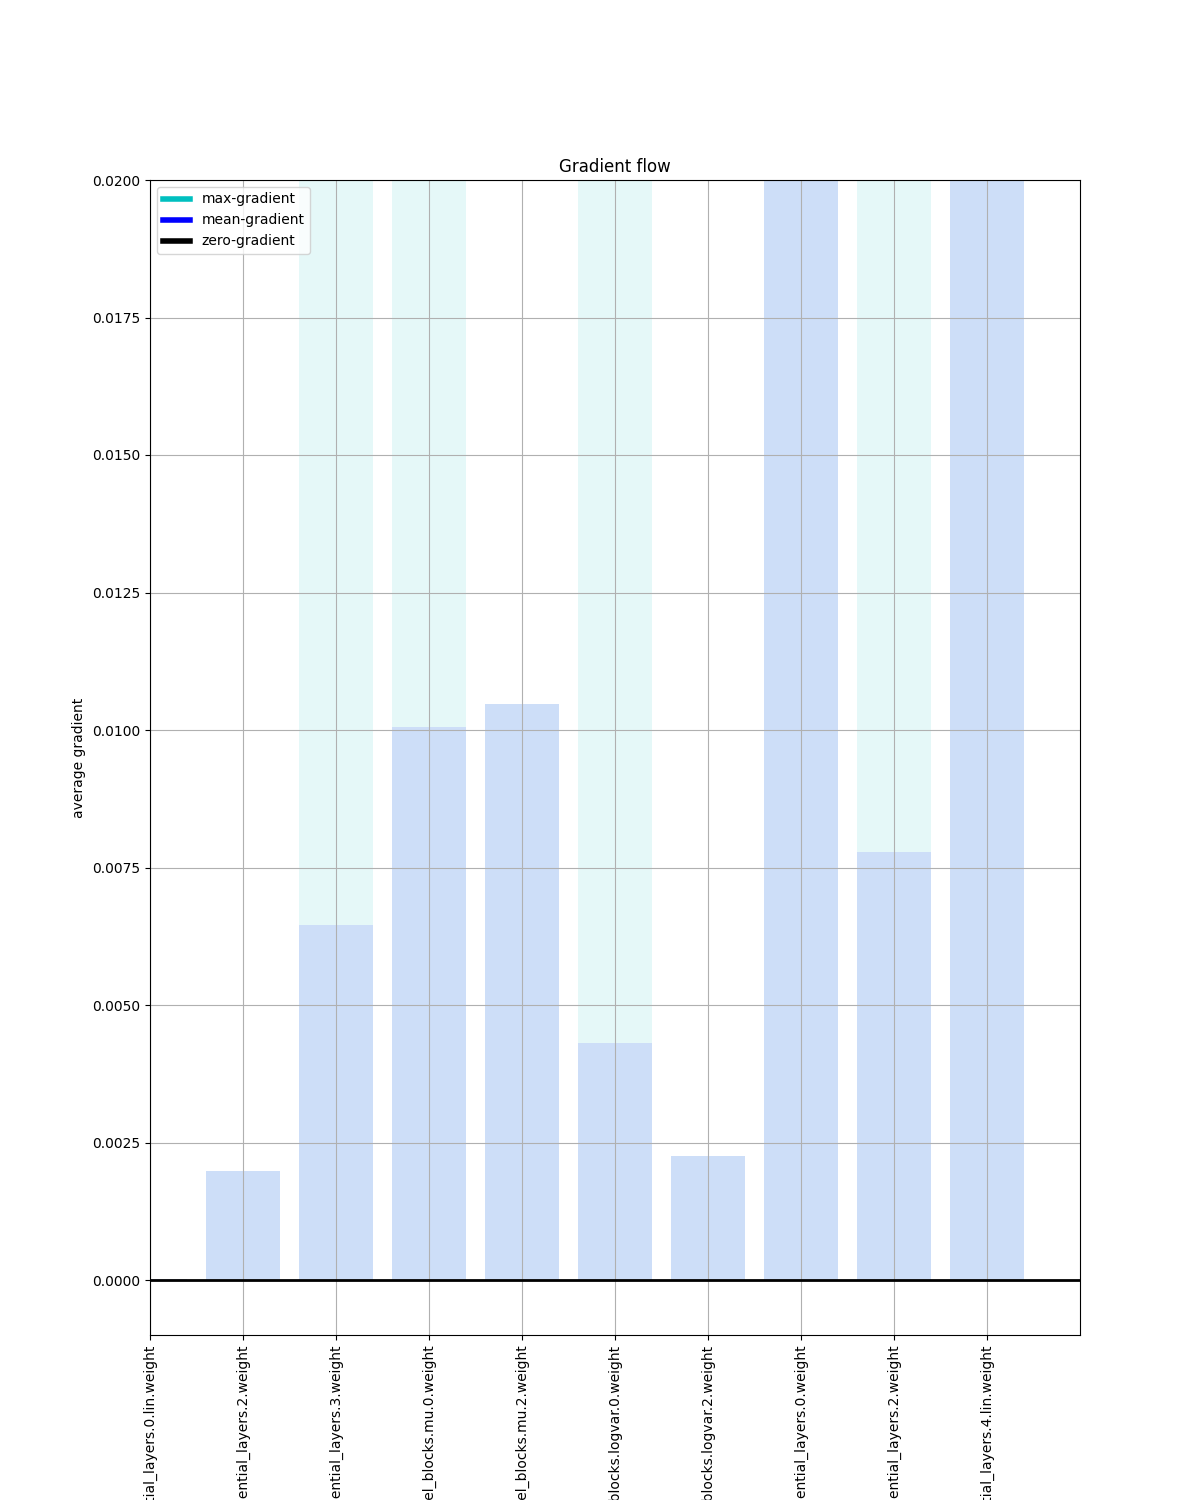 Gradient flow
max-gradient
mean-gradient
zero-gradient
0.0200
0.0175
0.0150
0.0125
0.0100
0.0075
0.0050
0.0025
0.0000
average gradient
tial_layers.0.lin.weight
ential_layers.2.weight
ential_layers.3.weight
el_blocks.mu.0.weight
el_blocks.mu.2.weight
blocks.logvar.0.weight
blocks.logvar.2.weight
ential_layers.0.weight
ential_layers.2.weight
tial_layers.4.lin.weight